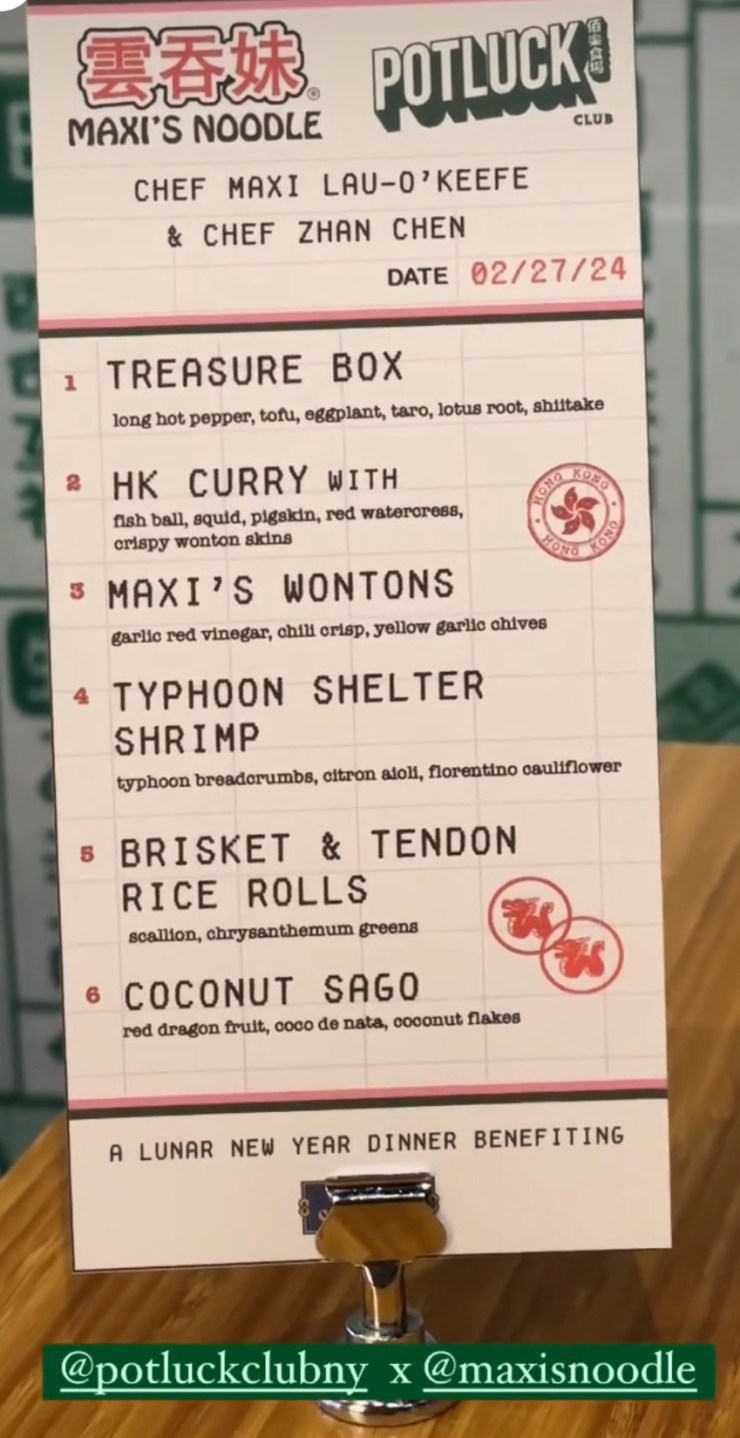 雲吞妹®
MAXI'S NOODLE
POTLUCK
佰樂食場
CLUB
CHEF MAXI LAU-O'KEEFE
& CHEF ZHAN CHEN
DATE 02/27/24
1 TREASURE BOX
long hot pepper, tofu, eggplant, taro, lotus root, shiitake
2 HK CURRY WITH
fish ball, squid, pigskin, red watercress,
crispy wonton skins
HONG KONG
HONG KONG
3 MAXI'S WONTONS
garlic red vinegar, chili crisp, yellow garlic chives
4 TYPHOON SHELTER
SHRIMP
typhoon breadcrumbs, citron aioli, florentino cauliflower
5 BRISKET & TENDON
RICE ROLLS
scallion, chrysanthemum greens
6 COCONUT SAGO
red dragon fruit, coco de nata, coconut flakes
A LUNAR NEW YEAR DINNER BENEFITING
@potluckclubny x @maxisnoodle